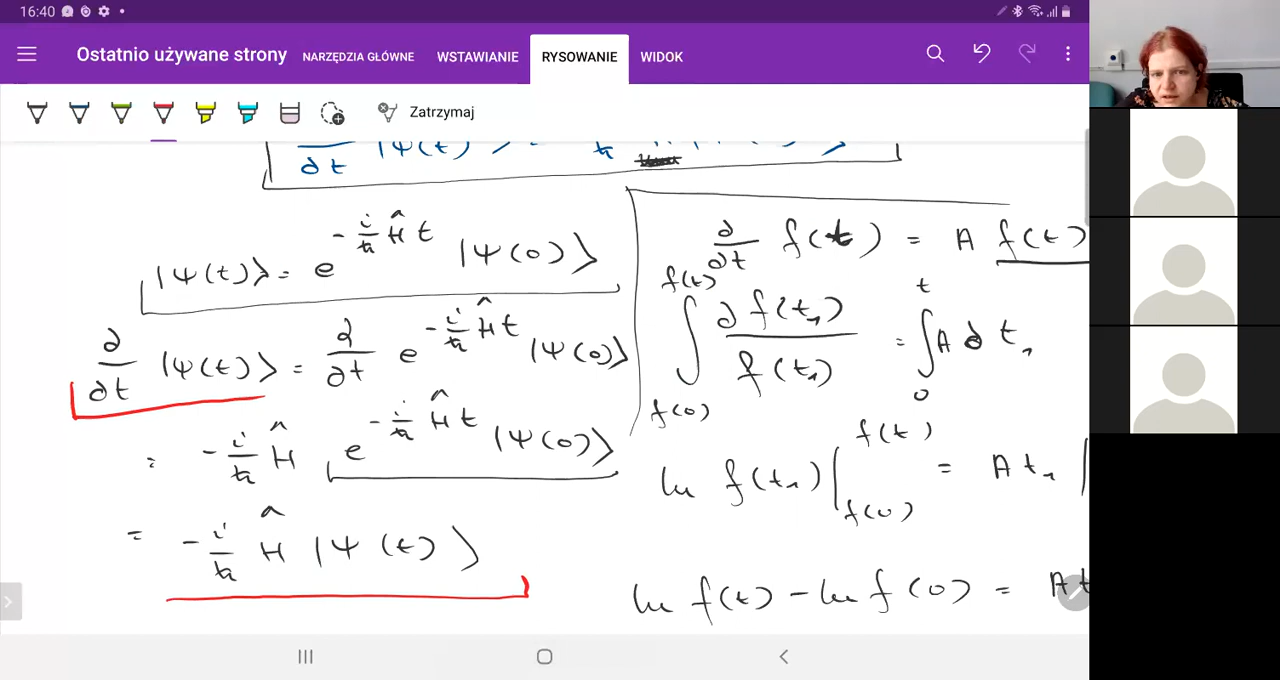 16:40
Ostatnio używane strony NARZĘDZIA GŁÓWNE WSTAWIANIE RYSOWANIE WIDOK
Zatrzymaj
∂/∂t |Ψ(t)⟩ =
|Ψ(t)⟩ = e^{-i/ħ Ĥ t} |Ψ(0)⟩
∂/∂t |Ψ(t)⟩ = ∂/∂t e^{-i/ħ Ĥ t} |Ψ(0)⟩
= -i/ħ Ĥ e^{-i/ħ Ĥ t} |Ψ(0)⟩
= -i/ħ Ĥ |Ψ(t)⟩
∂/∂t f(t) = A f(t)
∫_{f(0)}^{f(t)} ∂f(t₁)/f(t₁) = ∫_0^t A ∂t₁
ln f(t₁) |_{f(0)}^{f(t)} = A t₁ |
ln f(t) - ln f(0) = A t